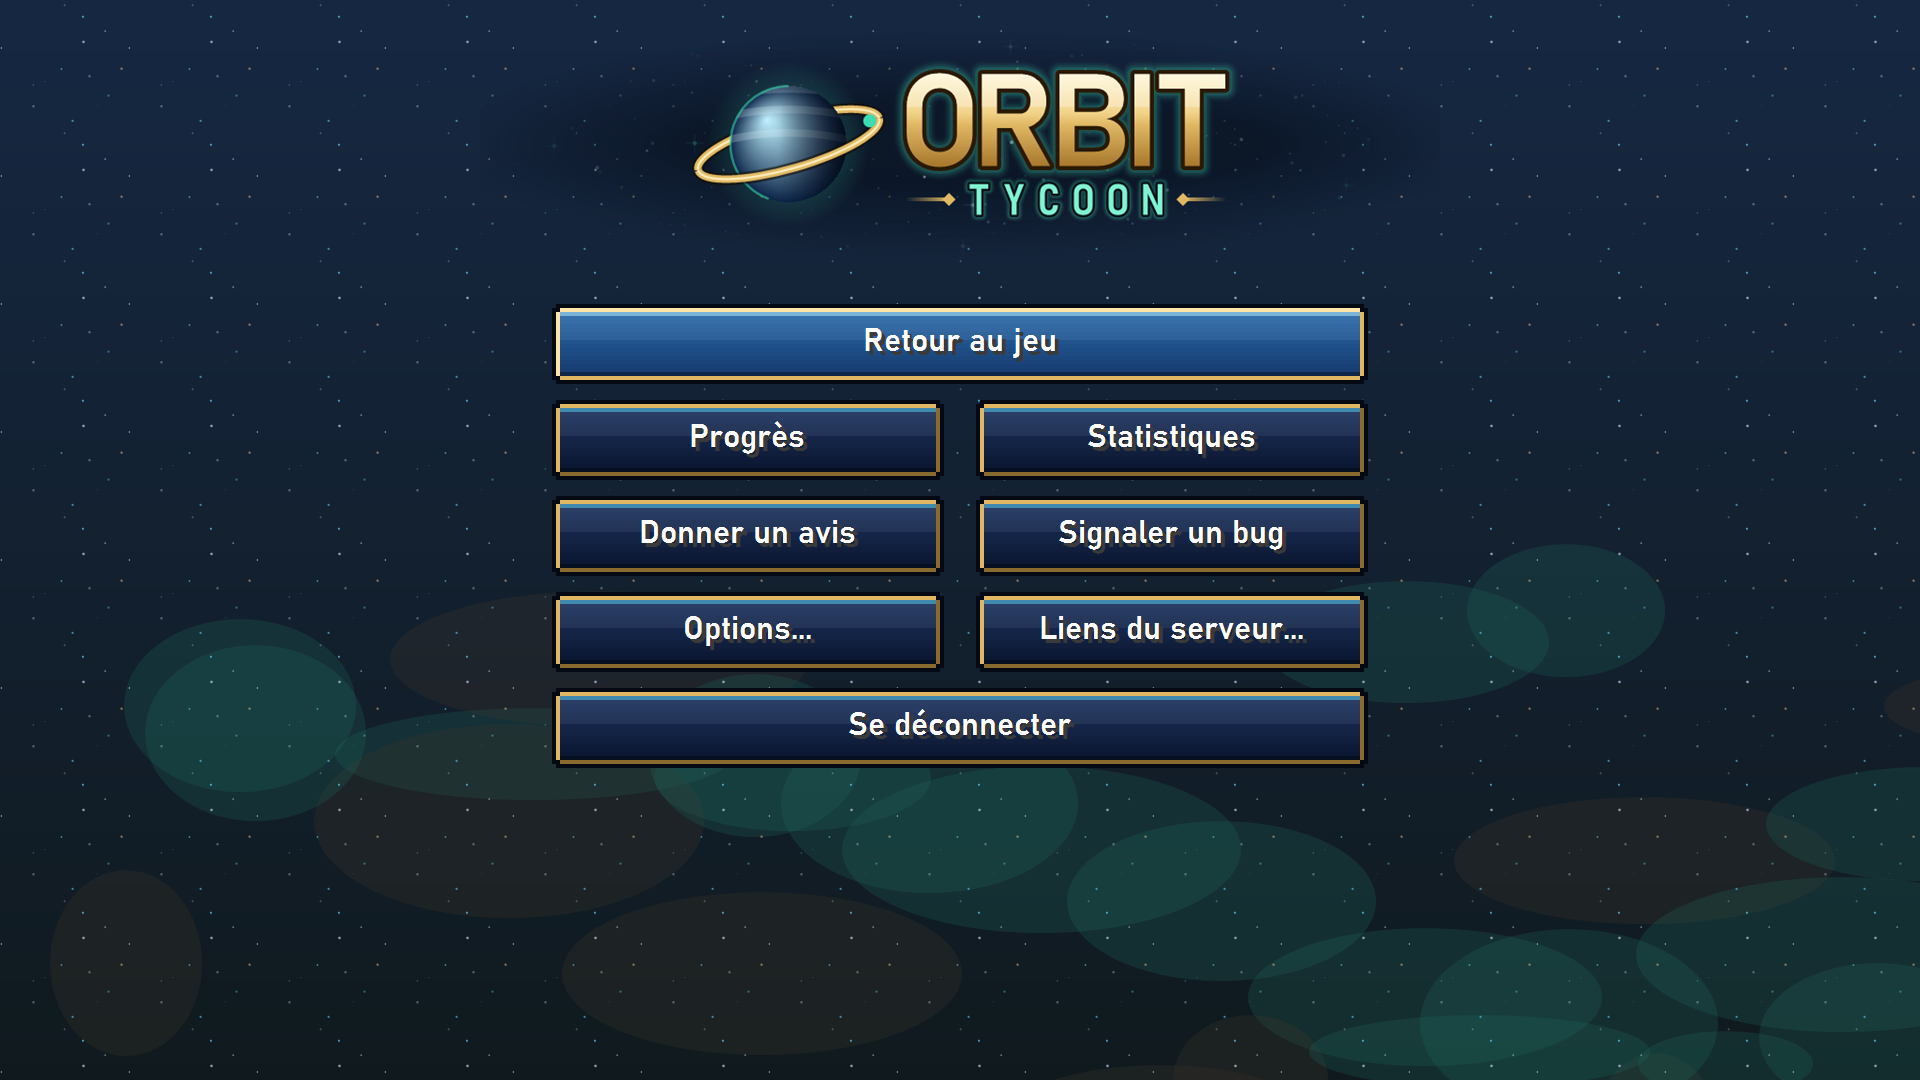 ORBIT
TYCOON
Retour au jeu
Progrès
Statistiques
Donner un avis
Signaler un bug
Options...
Liens du serveur...
Se déconnecter